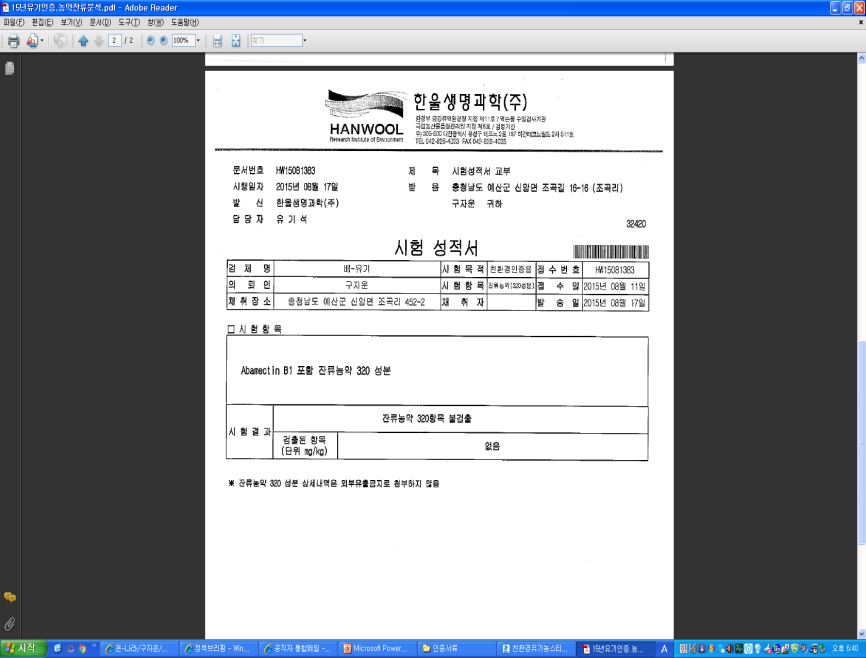 15년유기인증,농약잔류분석.pdf - Adobe Reader
파일(F) 편집(E) 보기(V) 문서(D) 도구(T) 창(W) 도움말(H)
2 / 2 100% 찾기
한울생명과학(주)
HANWOOL
Research Institute of Environment
TEL 042-828-4033 FAX 042-828-4035
문서번호 HW15081383 제 목 시험성적서 교부
시행일자 2015년 08월 17일 받 음 충청남도 예산군 신암면 조곡길 16-16 (조곡리)
발 신 한울생명과학(주) 구자운 귀하
담 당 자 유 기 석
32420
시험 성적서
검 체 명 배-유기 시 험 목 적 친환경인증용 접 수 번 호 HW15081383
의 뢰 인 구자운 시 험 항 목 잔류농약(320성분) 접 수 일 2015년 08월 11일
채 취 장 소 충청남도 예산군 신암면 조곡리 452-2 채 취 자 발 송 일 2015년 08월 17일
□ 시 험 항 목
Abamectin B1 포함 잔류농약 320 성분
시 험 결 과
잔류농약 320항목 불검출
검출된 항목
(단위 mg/kg)
없음
※ 잔류농약 320 성분 상세내역은 외부유출금지로 첨부하지 않음
시작 온-나라/구자운/... 정책브리핑 - Win... 공직자 통합메일 -... Microsoft Power... 인증서류 친환경유기농스티... 15년유기인증,농... A 오후 6:40